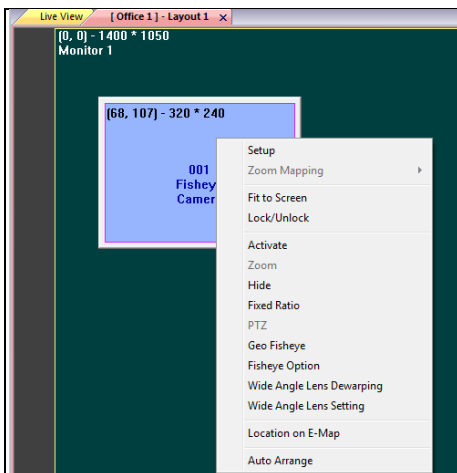 Live View
[ Office 1 ] - Layout 1 x
(0, 0) - 1400 * 1050
Monitor 1
(68, 107) - 320 * 240
001
Fishey
Camer
Setup
Zoom Mapping
Fit to Screen
Lock/Unlock
Activate
Zoom
Hide
Fixed Ratio
PTZ
Geo Fisheye
Fisheye Option
Wide Angle Lens Dewarping
Wide Angle Lens Setting
Location on E-Map
Auto Arrange